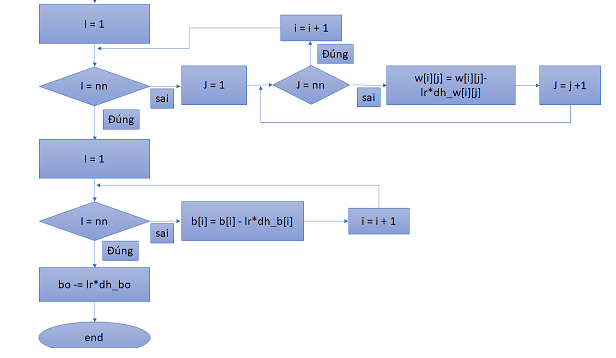 I = 1
i = i + 1
Đúng
I = nn
sai
J = 1
J = nn
sai
w[i][j] = w[i][j]-
lr*dh_w[i][j]
J = j +1
Đúng
I = 1
I = nn
sai
b[i] = b[i] - lr*dh_b[i]
i = i + 1
Đúng
bo -= lr*dh_bo
end